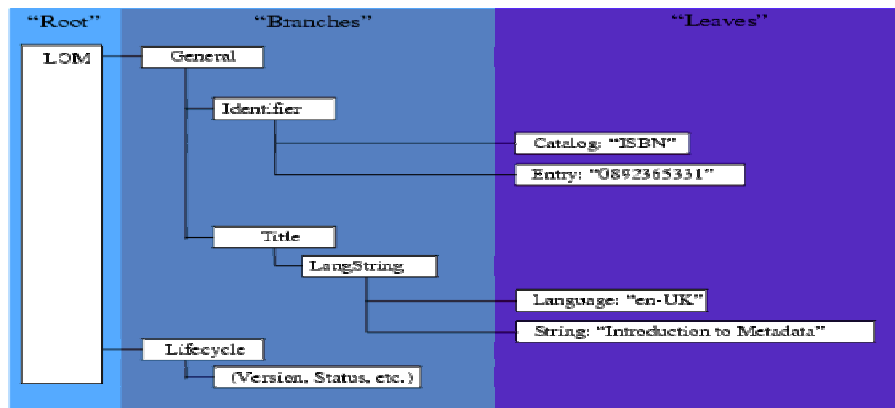 “Root” “Branches” “Leaves”
LOM General
Identifier
Catalog: “ISBN”
Entry: “0892365331”
Title
LangString
Language: “en-UK”
String: “Introduction to Metadata”
Lifecycle
(Version, Status, etc.)